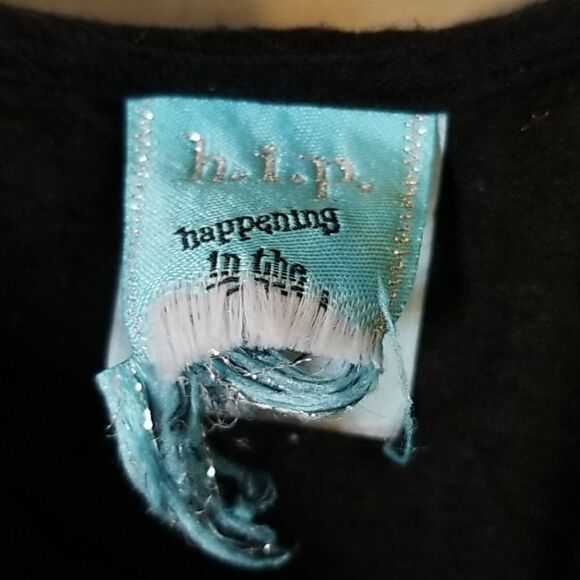 h.i.p.
happening
in the